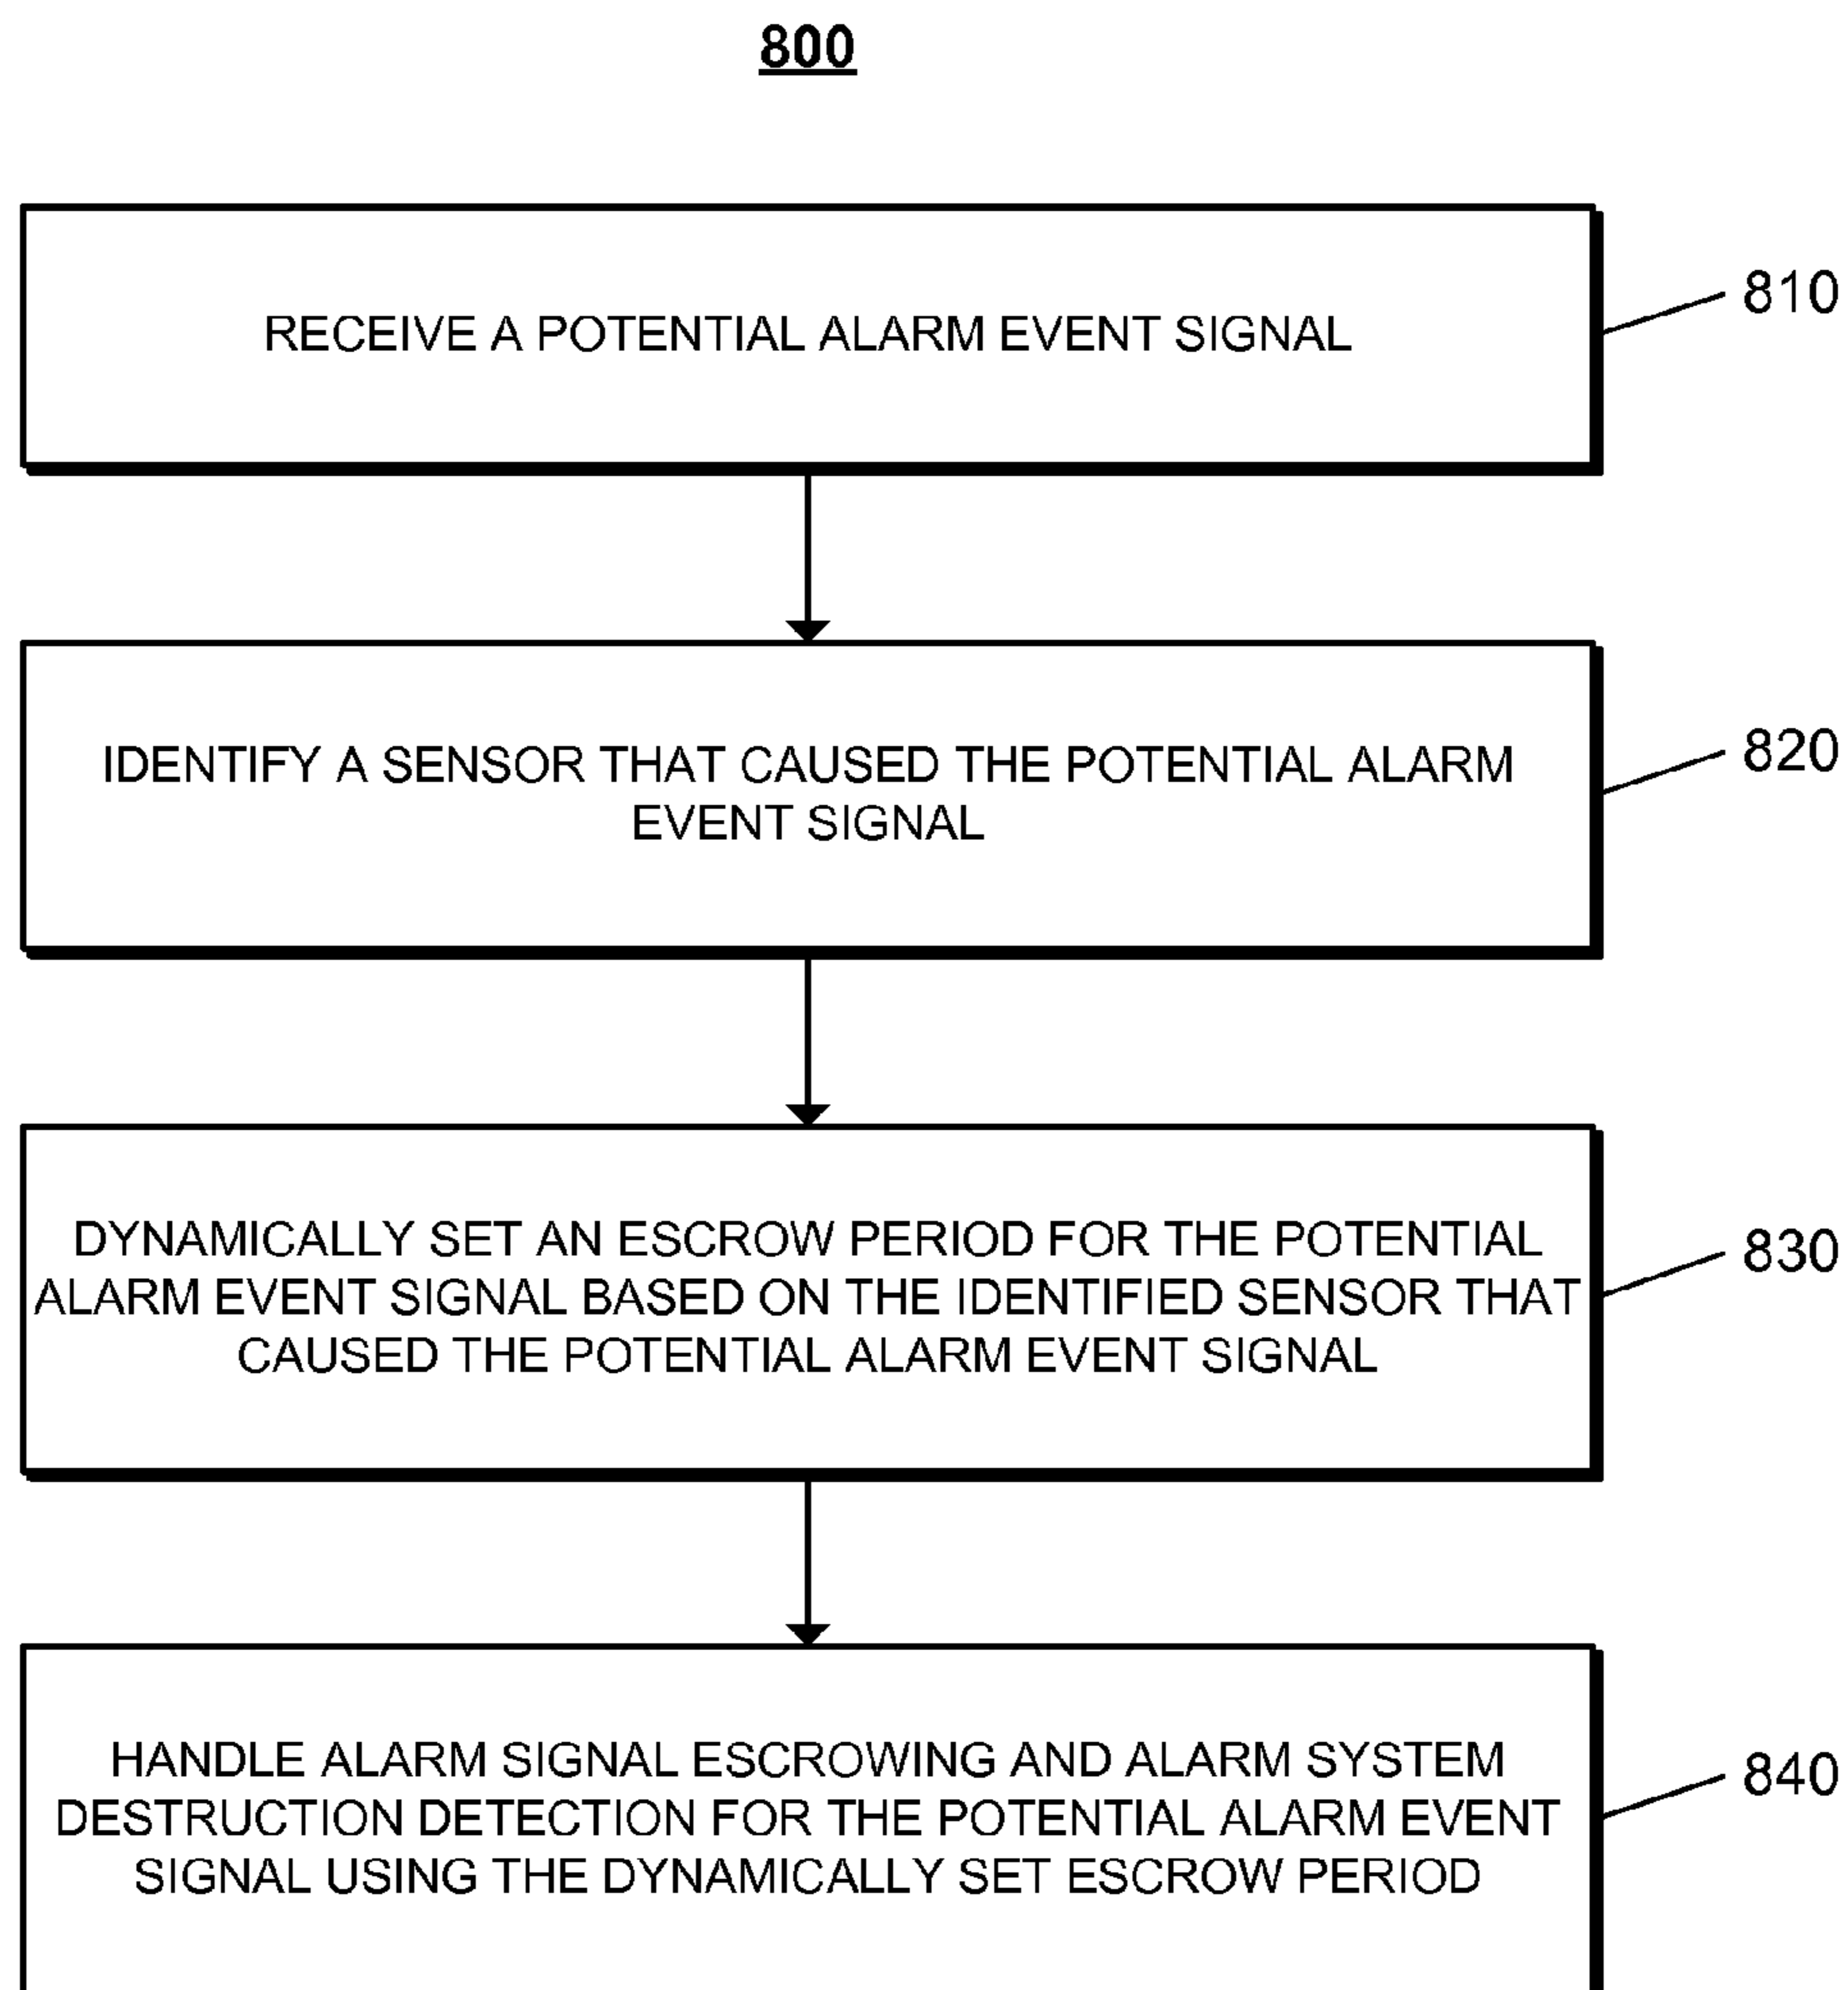 800
RECEIVE A POTENTIAL ALARM EVENT SIGNAL
810
IDENTIFY A SENSOR THAT CAUSED THE POTENTIAL ALARM
EVENT SIGNAL
820
DYNAMICALLY SET AN ESCROW PERIOD FOR THE POTENTIAL
ALARM EVENT SIGNAL BASED ON THE IDENTIFIED SENSOR THAT
CAUSED THE POTENTIAL ALARM EVENT SIGNAL
830
HANDLE ALARM SIGNAL ESCROWING AND ALARM SYSTEM
DESTRUCTION DETECTION FOR THE POTENTIAL ALARM EVENT
SIGNAL USING THE DYNAMICALLY SET ESCROW PERIOD
840